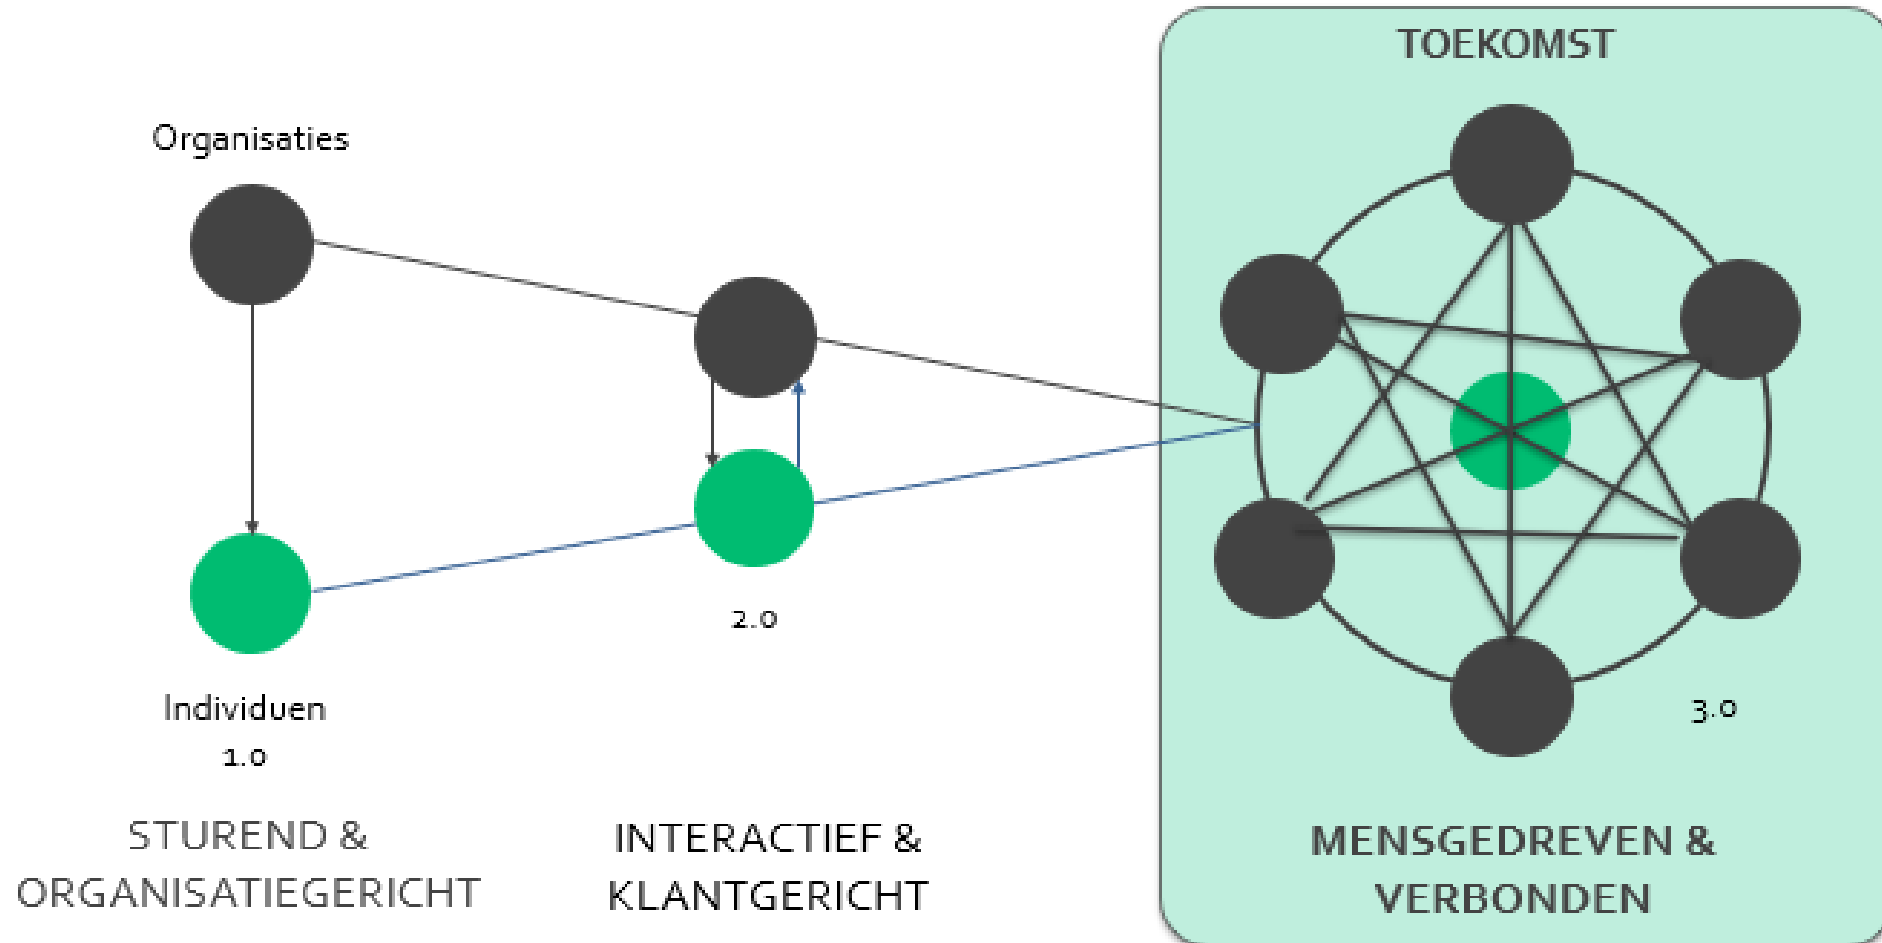 TOEKOMST
Organisaties
2.0
Individuen
1.0
3.0
STUREND &
ORGANISATIEGERICHT
INTERACTIEF &
KLANTGERICHT
MENSGEDREVEN &
VERBONDEN